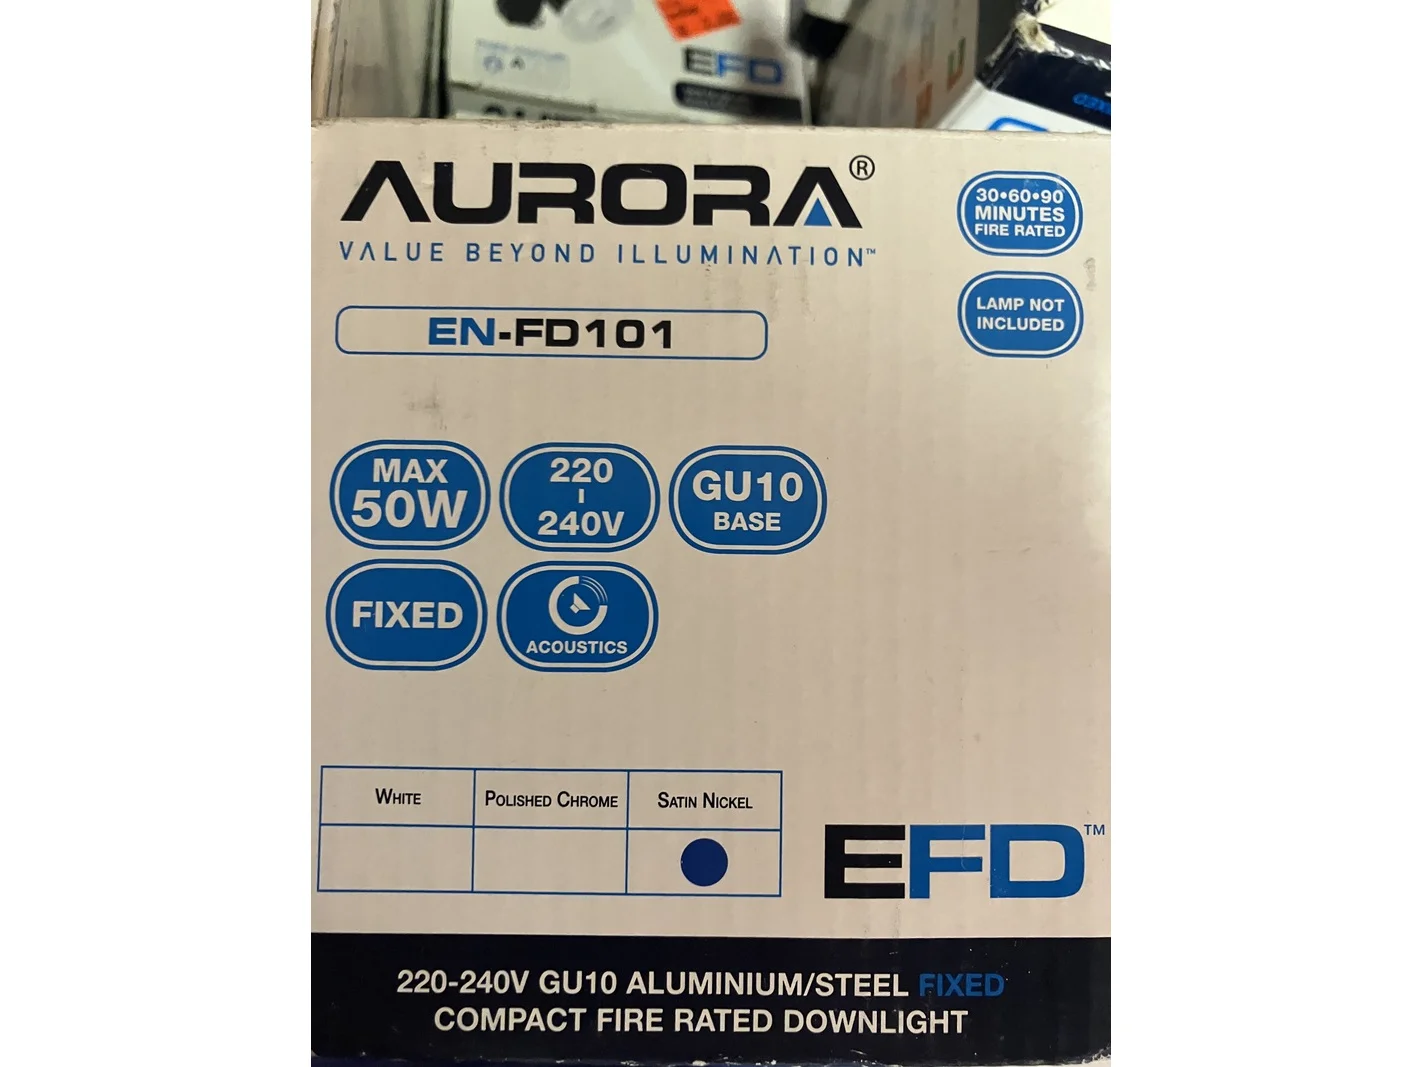 EFD
AURORA®
VALUE BEYOND ILLUMINATION™
EN-FD101
30•60•90
MINUTES
FIRE RATED
LAMP NOT
INCLUDED
MAX
50W
220
-
240V
GU10
BASE
FIXED
ACOUSTICS
WHITE POLISHED CHROME SATIN NICKEL
EFD™
220-240V GU10 ALUMINIUM/STEEL FIXED
COMPACT FIRE RATED DOWNLIGHT